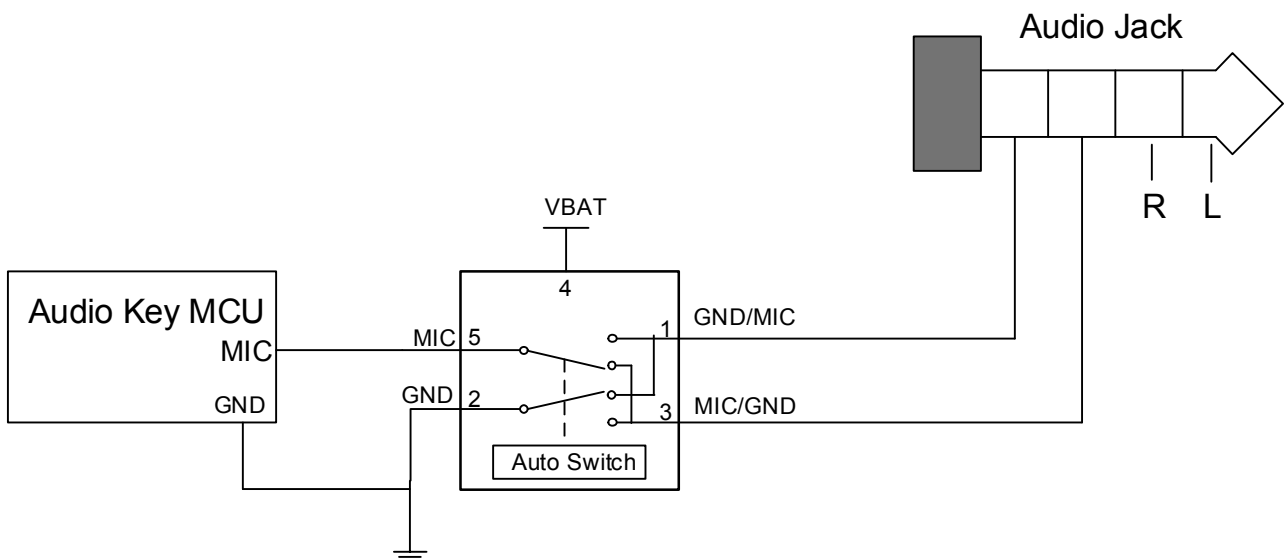 Audio Jack
R L
VBAT
4
Audio Key MCU
MIC
GND
MIC 5
GND 2
1 GND/MIC
3 MIC/GND
Auto Switch